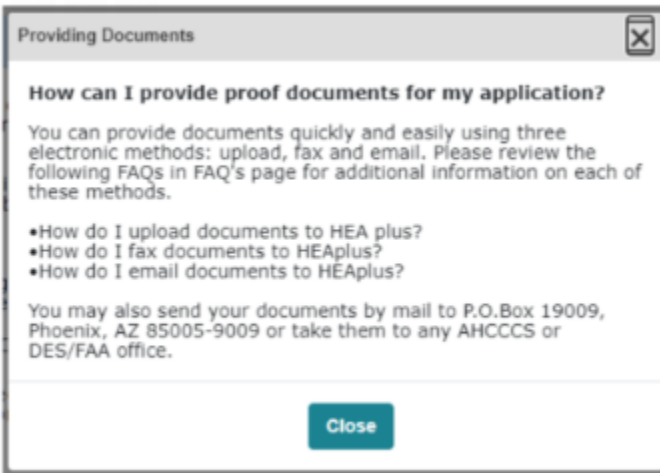 Providing Documents
How can I provide proof documents for my application?
You can provide documents quickly and easily using three
electronic methods: upload, fax and email. Please review the
following FAQs in FAQ's page for additional information on each of
these methods.
•How do I upload documents to HEA plus?
•How do I fax documents to HEAplus?
•How do I email documents to HEAplus?
You may also send your documents by mail to P.O.Box 19009,
Phoenix, AZ 85005-9009 or take them to any AHCCCS or
DES/FAA office.
Close